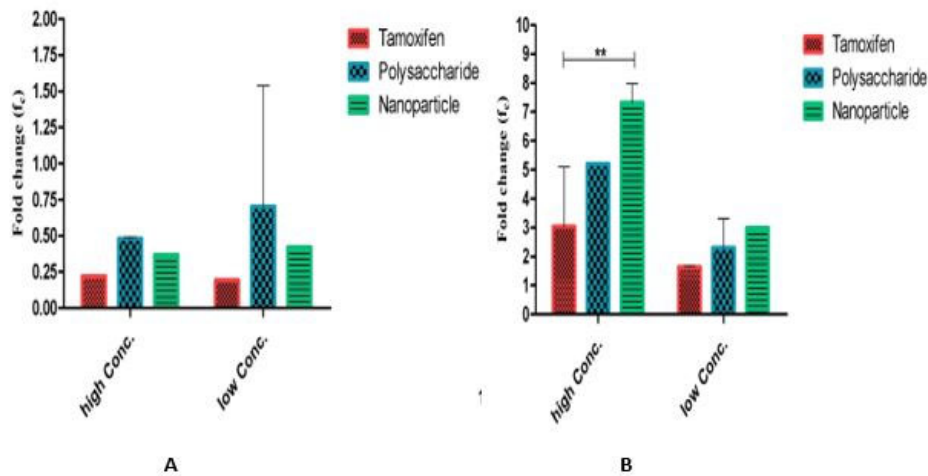 2.00
1.75
1.50
1.25
1.00
0.75
0.50
0.25
0.00
Fold change (fc)
Tamoxifen
Polysaccharide
Nanoparticle
high Conc.
low Conc.
A
10
9
8
7
6
5
4
3
2
1
0
Fold change (fc)
**
Tamoxifen
Polysaccharide
Nanoparticle
high Conc.
low Conc.
B